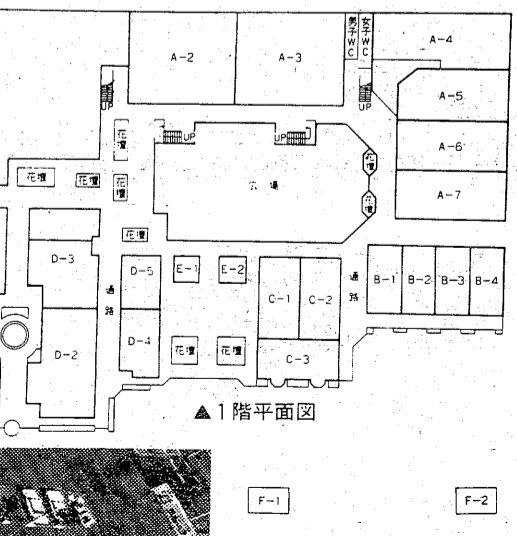 男子WC
女子WC
A-2
A-3
A-4
A-5
UP
UP
UP
UP
花壇
A-6
花壇
花壇
花壇
花壇
広場
A-7
花壇
花壇
D-3
D-5
E-1
E-2
通路
C-1
C-2
通路
B-1
B-2
B-3
B-4
D-2
D-4
花壇
花壇
C-3
▲1階平面図
F-1
F-2